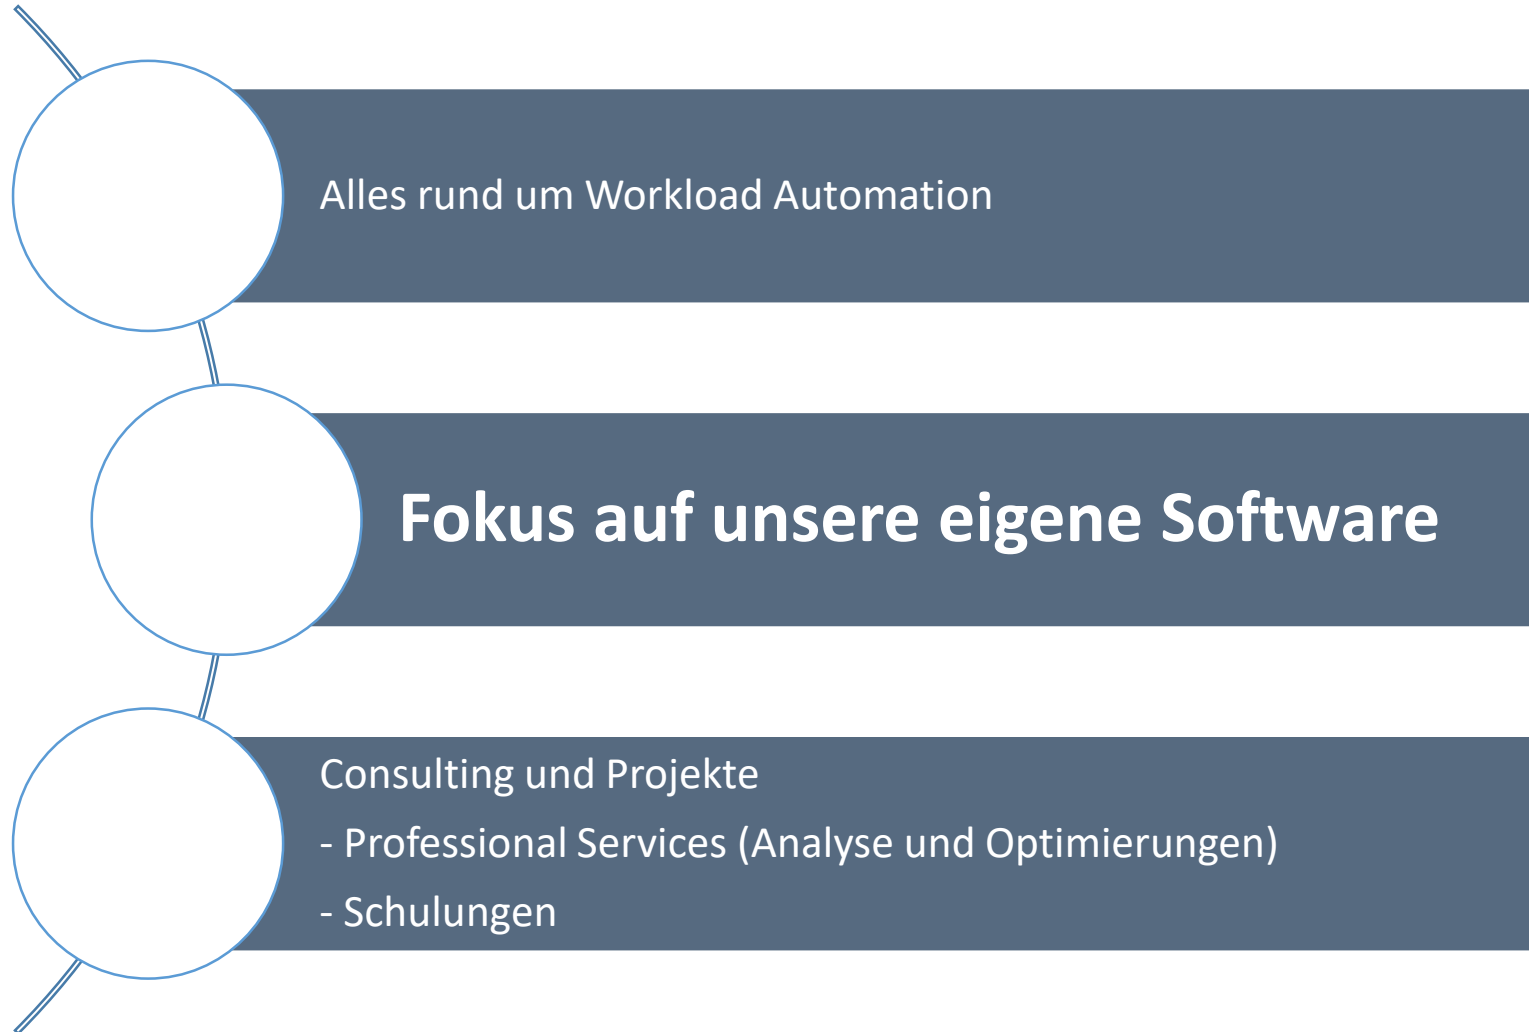 Alles rund um Workload Automation
Fokus auf unsere eigene Software
Consulting und Projekte
- Professional Services (Analyse und Optimierungen)
- Schulungen